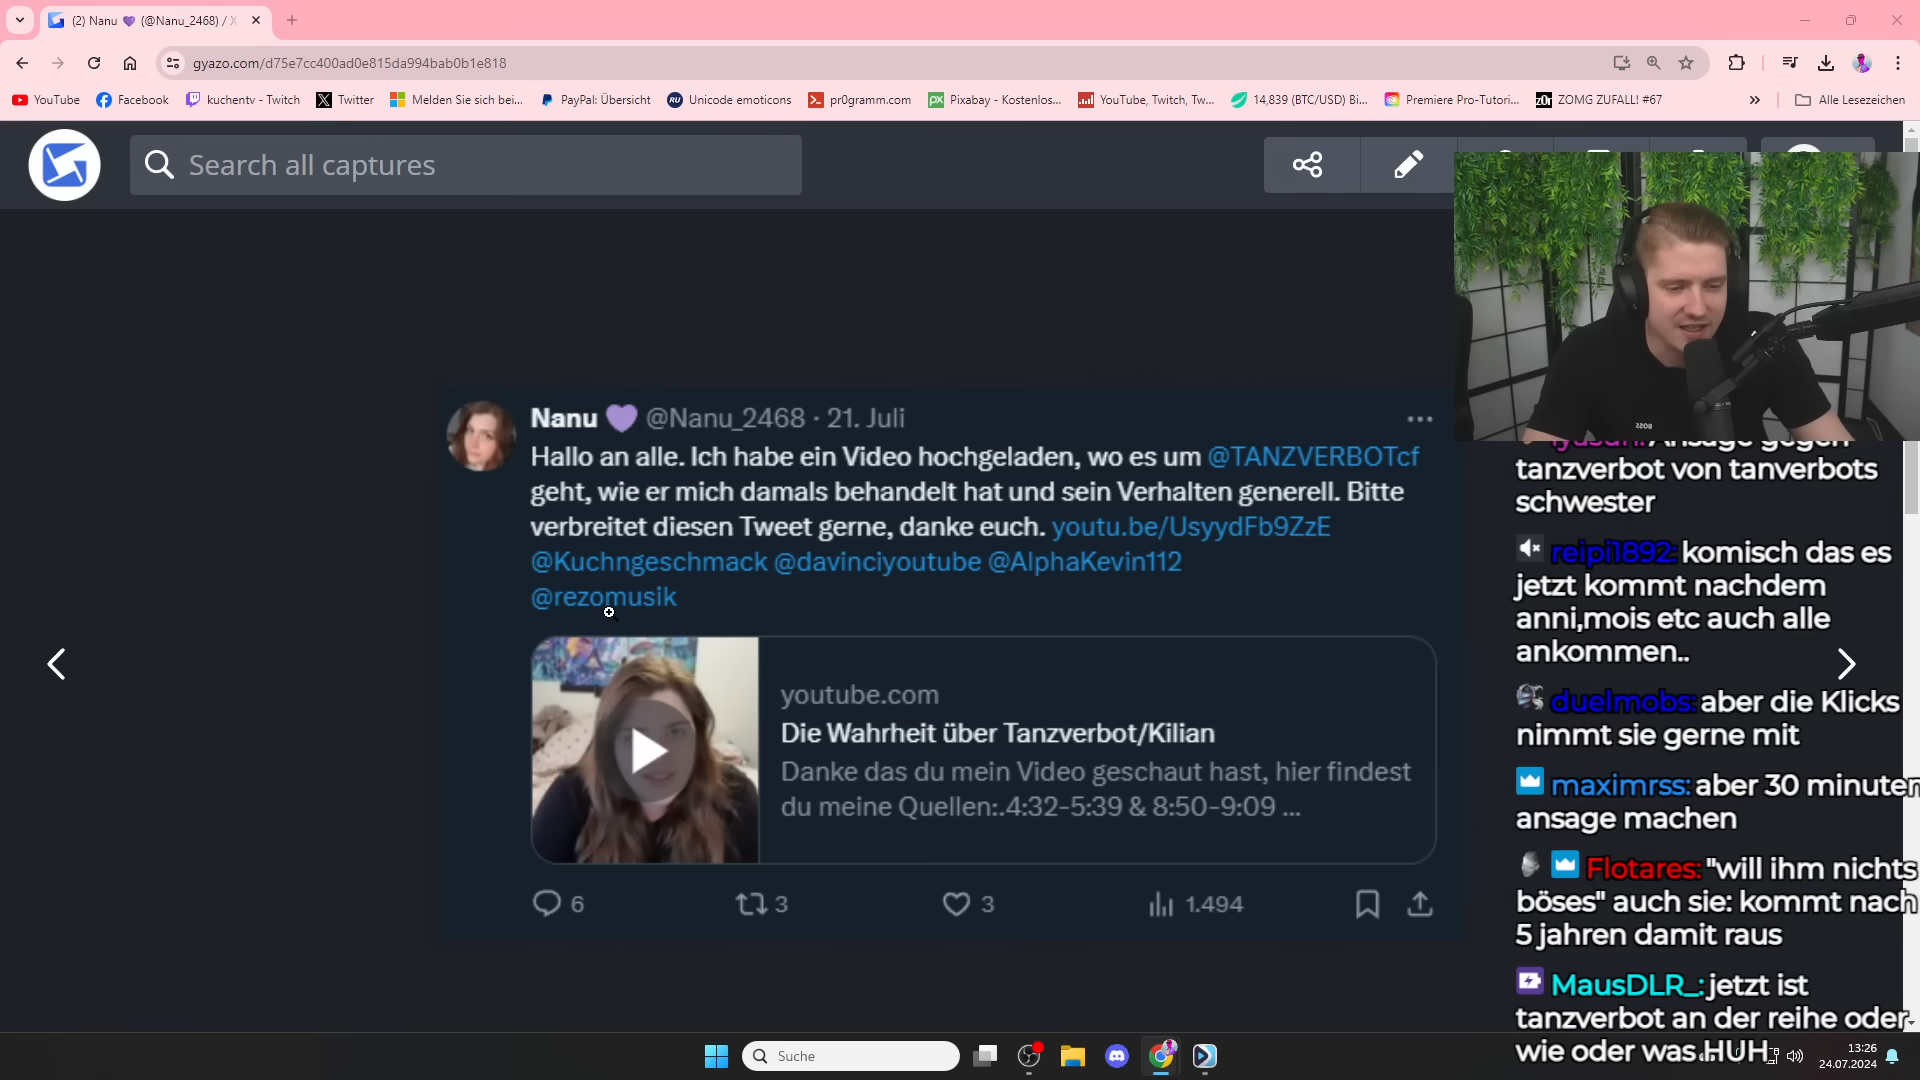 (2) Nanu 💜 (@Nanu_2468) / X
gyazo.com/d75e7cc400ad0e815da994bab0b1e818
YouTube
Facebook
kuchentv - Twitch
Twitter
Melden Sie sich bei...
PayPal: Übersicht
Unicode emoticons
pr0gramm.com
Pixabay - Kostenlos...
YouTube, Twitch, Tw...
14,839 (BTC/USD) Bi...
Premiere Pro-Tutori...
ZOMG ZUFALL! #67
Alle Lesezeichen
Search all captures
Nanu 💜 @Nanu_2468 · 21. Juli
Hallo an alle. Ich habe ein Video hochgeladen, wo es um @TANZVERBOTcf
geht, wie er mich damals behandelt hat und sein Verhalten generell. Bitte
verbreitet diesen Tweet gerne, danke euch. youtu.be/UsyydFb9ZzE
@Kuchngeschmack @davinciyoutube @AlphaKevin112
@rezomusik
youtube.com
Die Wahrheit über Tanzverbot/Kilian
Danke das du mein Video geschaut hast, hier findest
du meine Quellen:.4:32-5:39 & 8:50-9:09 ...
6
3
3
1.494
BOSS
Ansage gegen
tanzverbot von tanverbots
schwester
reipi1892: komisch das es
jetzt kommt nachdem
anni,mois etc auch alle
ankommen..
duelmobs: aber die Klicks
nimmt sie gerne mit
maximrss: aber 30 minuten
ansage machen
Flotares: "will ihm nichts
böses" auch sie: kommt nach
5 jahren damit raus
MausDLR_: jetzt ist
tanzverbot an der reihe oder
wie oder was HUH
Suche
13:26
24.07.2024